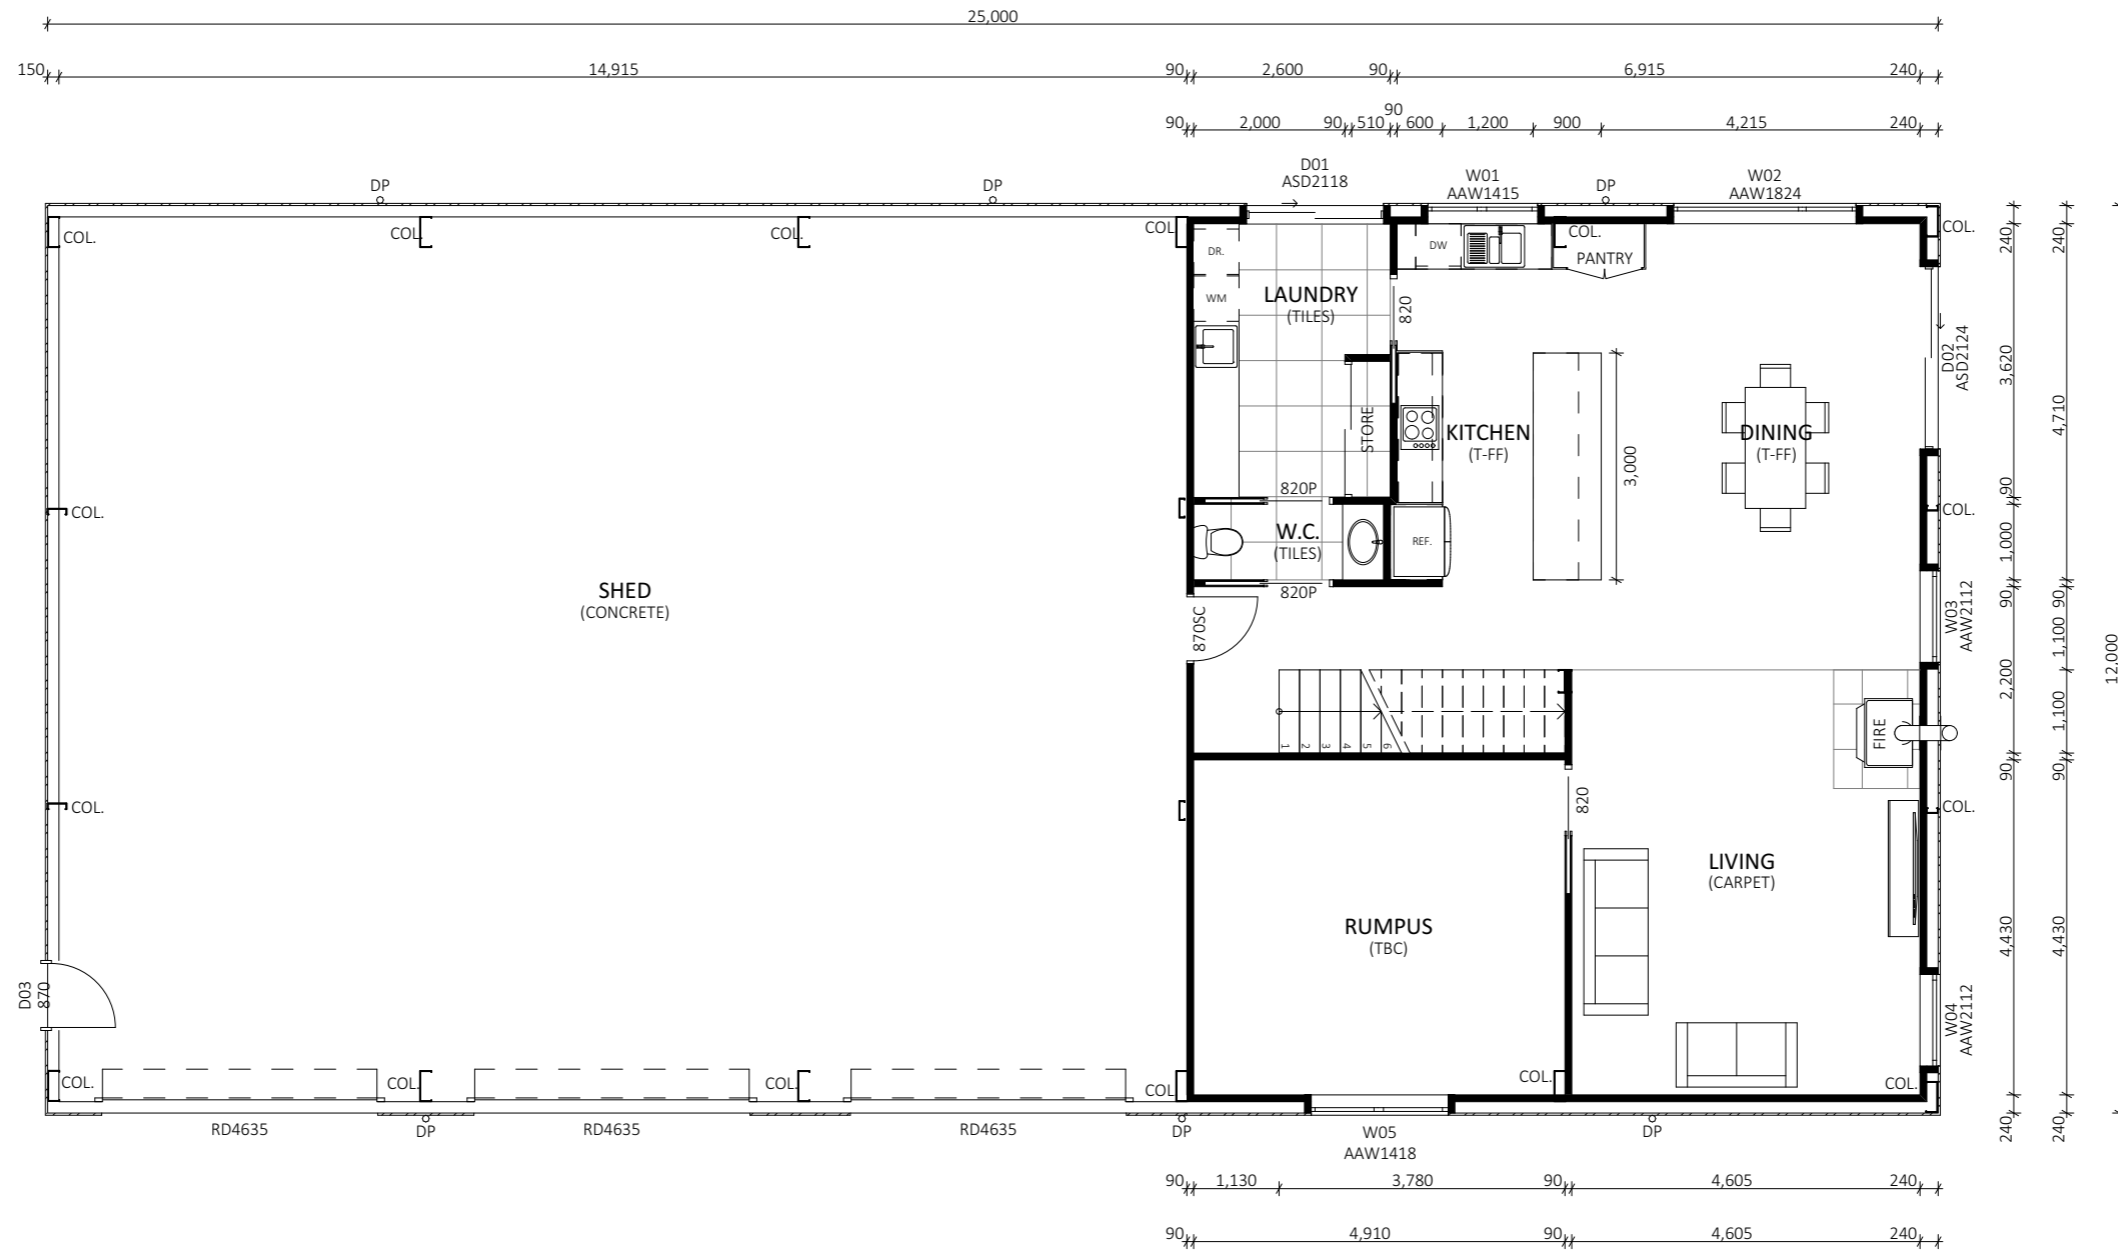 25,000
150 14,915 90 2,600 90 6,915 240
90 2,000 90 510 90 600 1,200 900 4,215 240
D01
ASD2118
W01
AAW1415
W02
AAW1824
DP DP DP
COL. COL. COL. COL. COL. COL.
DR.
WM
DW
PANTRY
LAUNDRY
(TILES)
820
STORE
KITCHEN
(T-FF)
3,000
DINING
(T-FF)
D02
ASD2124
820P
W.C.
(TILES)
REF.
820P
COL. COL.
SHED
(CONCRETE)
870SC
W03
AAW2112
1 2 3 4 5 6
FIRE
COL. COL.
820
LIVING
(CARPET)
RUMPUS
(TBC)
D03
870
W04
AAW2112
COL. COL. COL. COL. COL. COL.
RD4635 DP RD4635 RD4635 DP DP
W05
AAW1418
240 3,620 90 1,000 90 2,200 90 4,430 240
240 4,710 90 1,100 1,100 90 4,430 240
12,000
90 1,130 3,780 90 4,605 240
90 4,910 90 4,605 240